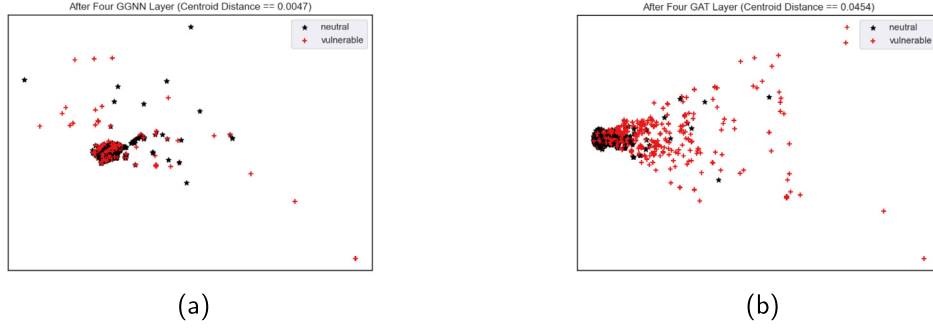 After Four GGNN Layer (Centroid Distance == 0.0047)
neutral
vulnerable
(a)
After Four GAT Layer (Centroid Distance == 0.0454)
neutral
vulnerable
(b)